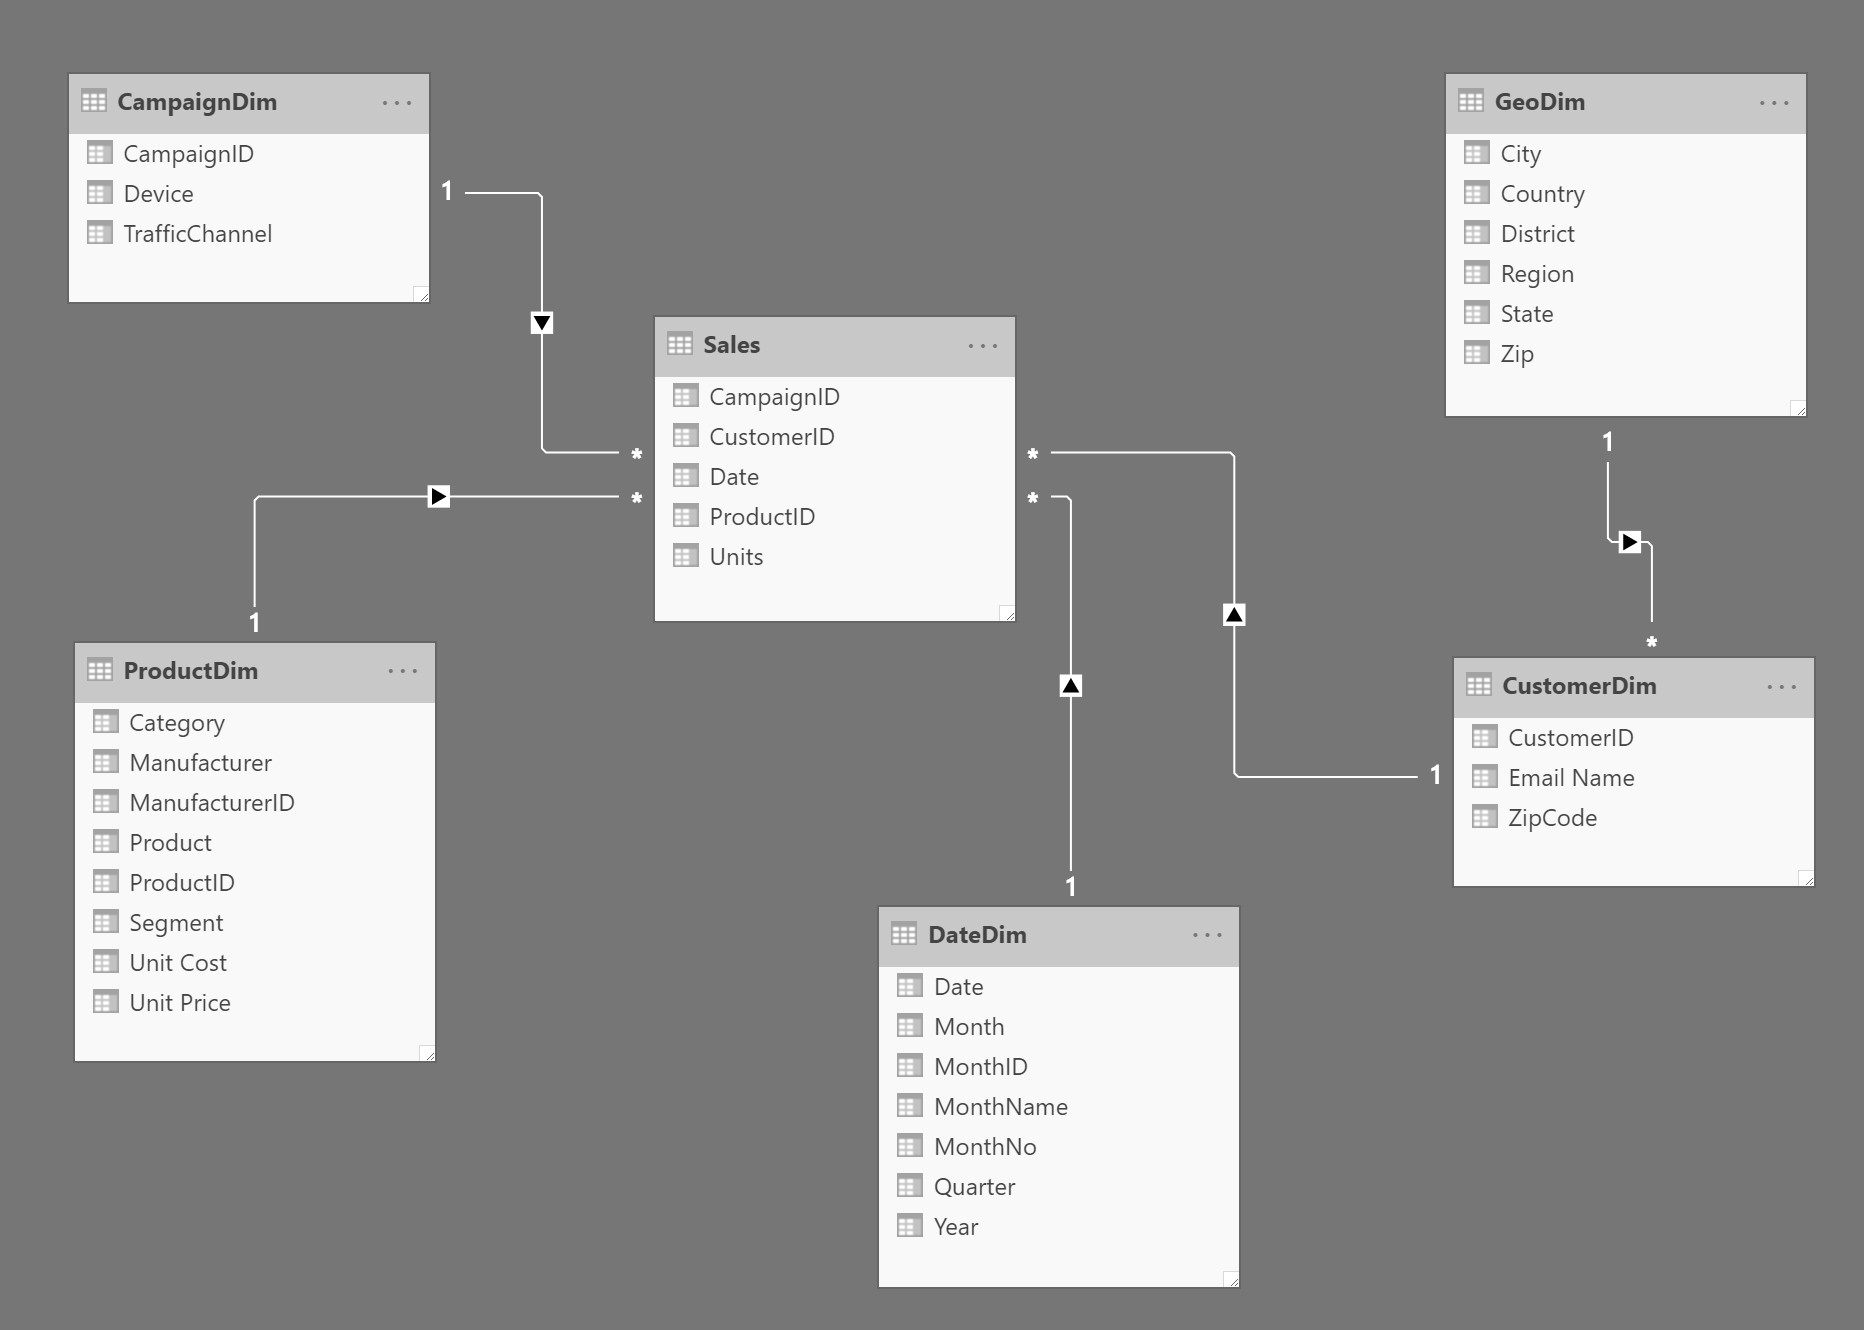 CampaignDim
CampaignID
Device
TrafficChannel
1
GeoDim
City
Country
District
Region
State
Zip
1
Sales
CampaignID
CustomerID
Date
ProductID
Units
*
*
*
*
1
ProductDim
Category
Manufacturer
ManufacturerID
Product
ProductID
Segment
Unit Cost
Unit Price
*
CustomerDim
CustomerID
Email Name
ZipCode
1
1
DateDim
Date
Month
MonthID
MonthName
MonthNo
Quarter
Year